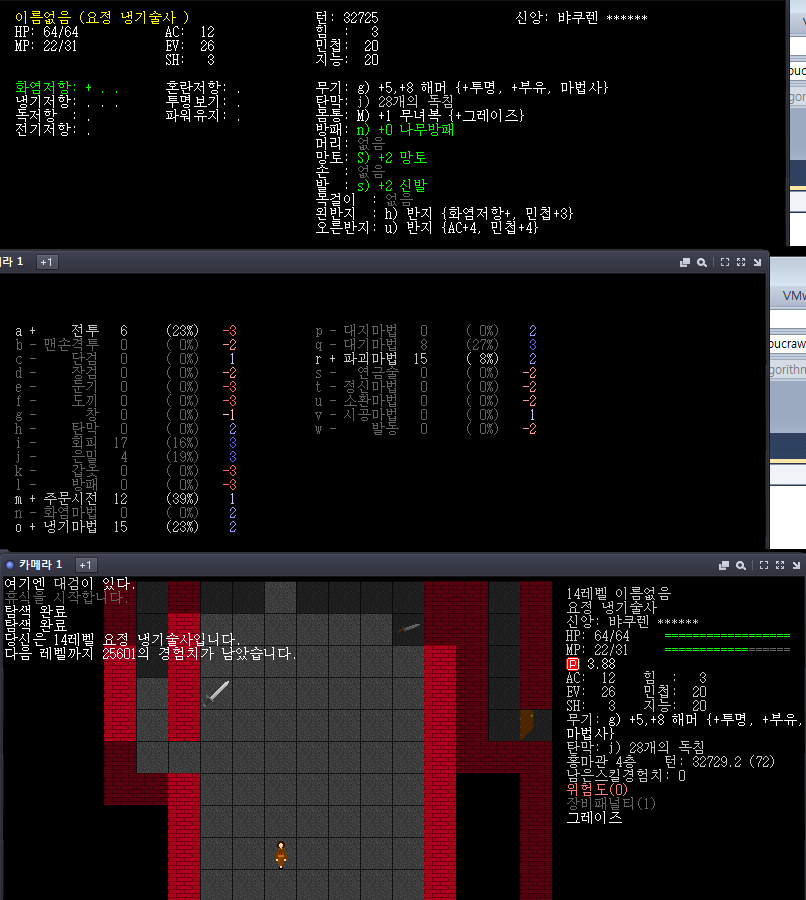 이름없음 (요정 냉기술사 )
턴: 32725
신앙: 뱌쿠렌 ******
HP: 64/64 AC: 12 힘 : 3
MP: 22/31 EV: 26 민첩: 20
SH: 3 지능: 20
화염저항: + . . 혼란저항: . 무기: g) +5,+8 해머 {+투명, +부유, 마법사}
냉기저항: . . . 투명보기: . 탄막: j) 28개의 독침
독저항 : . 파워유지: . 몸통: M) +1 무녀복 {+그레이즈}
전기저항: . 방패: n) +0 나무방패
머리: 없음
망토: S) +2 망토
손 : 없음
발 : s) +2 신발
목걸이 : 없음
왼반지 : h) 반지 {화염저항+, 민첩+3}
오른반지: u) 반지 {AC+4, 민첩+4}
라 1 +1
VMw
oucraw
gorithm
a + 전투 6 (23%) -3 p - 대지마법 0 ( 0%) 2
b - 맨손격투 0 ( 0%) -2 q - 대기마법 8 (27%) 3
c - 단검 0 ( 0%) 1 r + 파괴마법 15 ( 8%) 2
d - 장검 0 ( 0%) -2 s - 연금술 0 ( 0%) -2
e - 둔기 0 ( 0%) -3 t - 정신마법 0 ( 0%) -2
f - 도끼 0 ( 0%) -3 u - 소환마법 0 ( 0%) -2
g - 창 0 ( 0%) -1 v - 시공마법 0 ( 0%) 1
h - 탄막 0 ( 0%) 2 w - 발동 0 ( 0%) -2
i - 회피 17 (16%) 3
j - 은밀 4 (19%) 3
k - 갑옷 0 ( 0%) -3
l - 방패 0 ( 0%) -3
m + 주문시전 12 (39%) 1
n - 화염마법 0 ( 0%) 2
o + 냉기마법 15 (23%) 2
카메라 1 +1
여기엔 대검이 있다.
휴식을 시작합니다.
탐색 완료
탐색 완료
당신은 14레벨 요정 냉기술사입니다.
다음 레벨까지 25601의 경험치가 남았습니다.
14레벨 이름없음
요정 냉기술사
신앙: 뱌쿠렌 ******
HP: 64/64
MP: 22/31
P 3.88
AC: 12 힘 : 3
EV: 26 민첩: 20
SH: 3 지능: 20
무기: g) +5,+8 해머 {+투명, +부유,
마법사}
탄막: j) 28개의 독침
홍마관 4층 턴: 32729.2 (72)
남은스킬경험치: 0
위험도(0)
장비패널티(1)
그레이즈